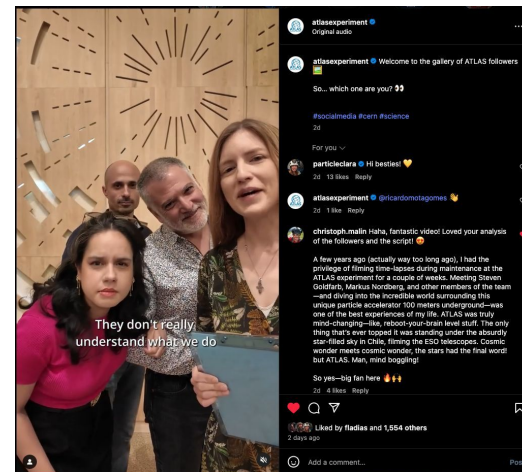 They don't really
understand what we do
atlasexperiment
Original audio
atlasexperiment Welcome to the gallery of ATLAS followers
So... which one are you? 👀
#socialmedia #cern #science
2d
For you
particleclara Hi besties! 💛
2d 13 likes Reply
atlasexperiment @ricardomotagomes 👋
2d 1 like Reply
christoph.malin Haha, fantastic video! Loved your analysis
of the followers and the script! 😍
A few years ago (actually way too long ago), I had the
privilege of filming time-lapses during maintenance at the
ATLAS experiment for a couple of weeks. Meeting Steven
Goldfarb, Markus Nordberg, and other members of the team
—and diving into the incredible world surrounding this
unique particle accelerator 100 meters underground—was
one of the best experiences of my life. ATLAS was truly
mind-changing—like, reboot-your-brain level stuff. The only
thing that's ever topped it was standing under the absurdly
star-filled sky in Chile, filming the ESO telescopes. Cosmic
wonder meets cosmic wonder, the stars had the final word!
but ATLAS. Man, mind boggling!
So yes—big fan here 🔥🙌
2d 4 likes Reply
Liked by fladias and 1,554 others
2 days ago
Add a comment...
Pos